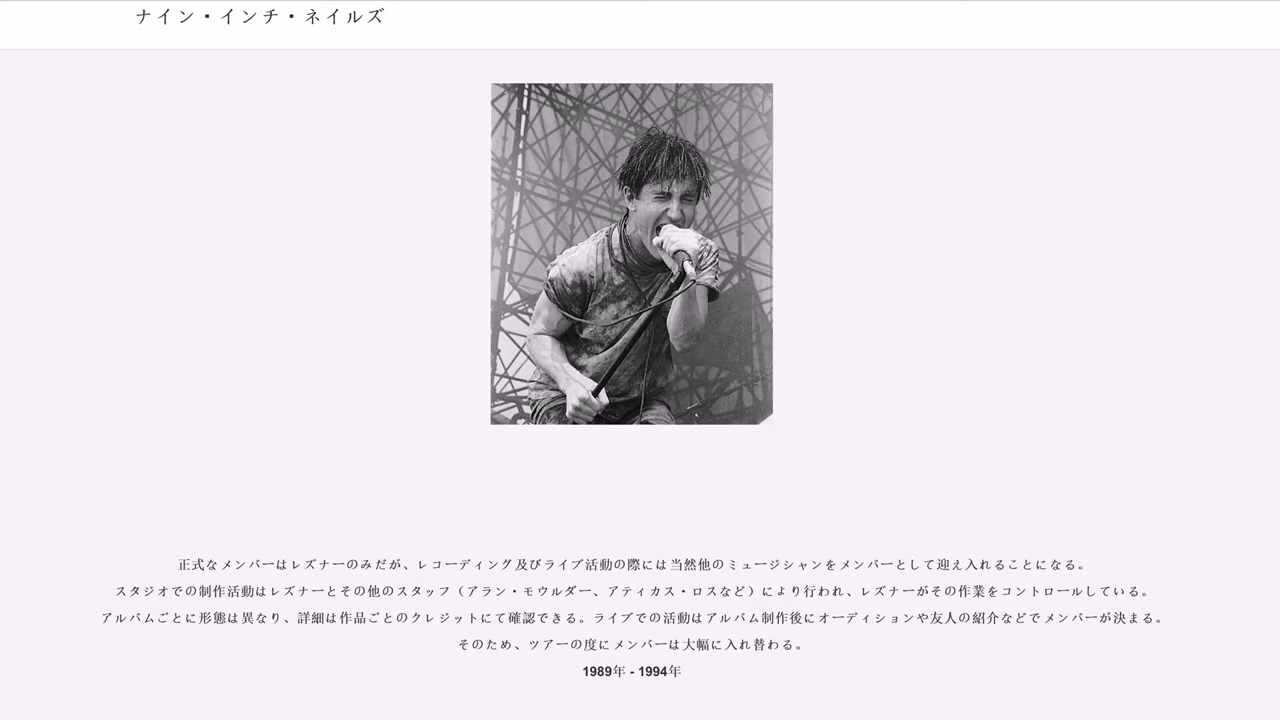 ナイン・インチ・ネイルズ
正式なメンバーはレズナーのみだが、レコーディング及びライブ活動の際には当然他のミュージシャンをメンバーとして迎え入れることになる。
スタジオでの制作活動はレズナーとその他のスタッフ（アラン・モウルダー、アティカス・ロスなど）により行われ、レズナーがその作業をコントロールしている。
アルバムごとに形態は異なり、詳細は作品ごとのクレジットにて確認できる。ライブでの活動はアルバム制作後にオーディションや友人の紹介などでメンバーが決まる。
そのため、ツアーの度にメンバーは大幅に入れ替わる。
1989年 - 1994年